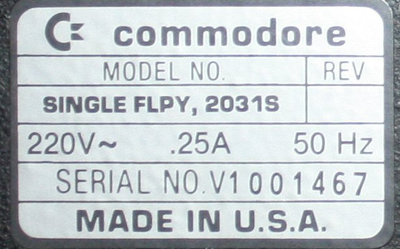 commodore
MODEL NO. REV
SINGLE FLPY, 2031S
220V~ .25A 50 Hz
SERIAL NO. V1001467
MADE IN U.S.A.